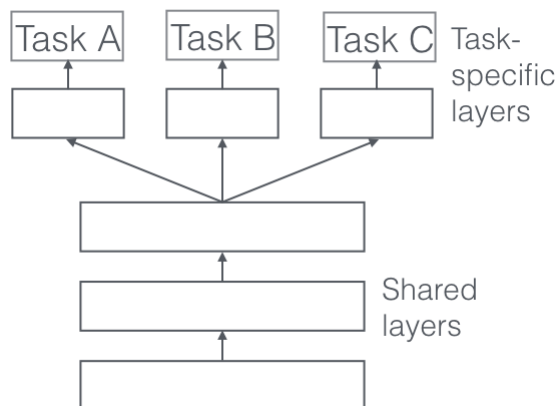 Task A
Task B
Task C
Task-
specific
layers
Shared
layers